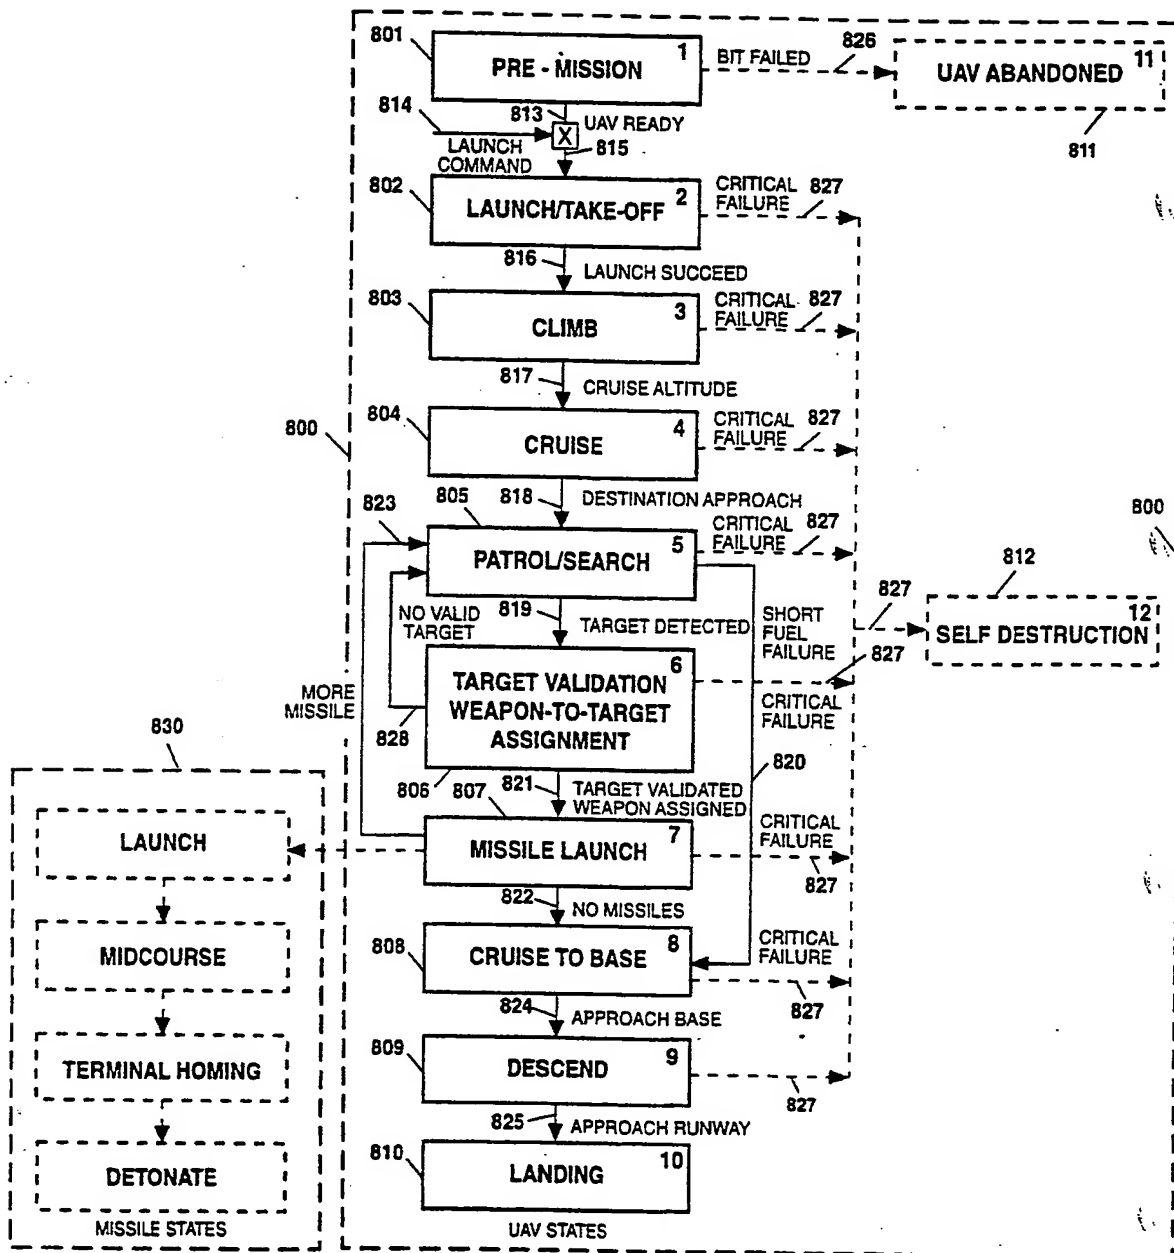 801
PRE - MISSION
1
BIT FAILED
826
UAV ABANDONED
11
811
814
813
UAV READY
X
LAUNCH
COMMAND
815
802
LAUNCH/TAKE-OFF
2
CRITICAL
FAILURE
827
816
LAUNCH SUCCEED
803
CLIMB
3
CRITICAL
FAILURE
827
817
CRUISE ALTITUDE
800
804
CRUISE
4
CRITICAL
FAILURE
827
818
DESTINATION APPROACH
823
805
PATROL/SEARCH
5
CRITICAL
FAILURE
827
800
812
827
SELF DESTRUCTION
12
NO VALID
TARGET
819
TARGET DETECTED
SHORT
FUEL
FAILURE
827
MORE
MISSILE
828
TARGET VALIDATION
WEAPON-TO-TARGET
ASSIGNMENT
6
CRITICAL
FAILURE
820
806
807
821
TARGET VALIDATED
WEAPON ASSIGNED
MISSILE LAUNCH
7
CRITICAL
FAILURE
827
822
NO MISSILES
808
CRUISE TO BASE
8
CRITICAL
FAILURE
827
824
APPROACH BASE
809
DESCEND
9
827
825
APPROACH RUNWAY
810
LANDING
10
UAV STATES
830
LAUNCH
MIDCOURSE
TERMINAL HOMING
DETONATE
MISSILE STATES